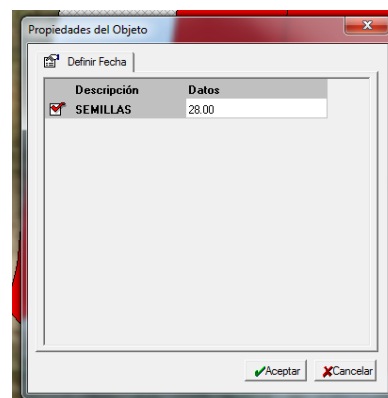 Propiedades del Objeto
Definir Fecha
Descripción Datos
SEMILLAS 28.00
Aceptar Cancelar